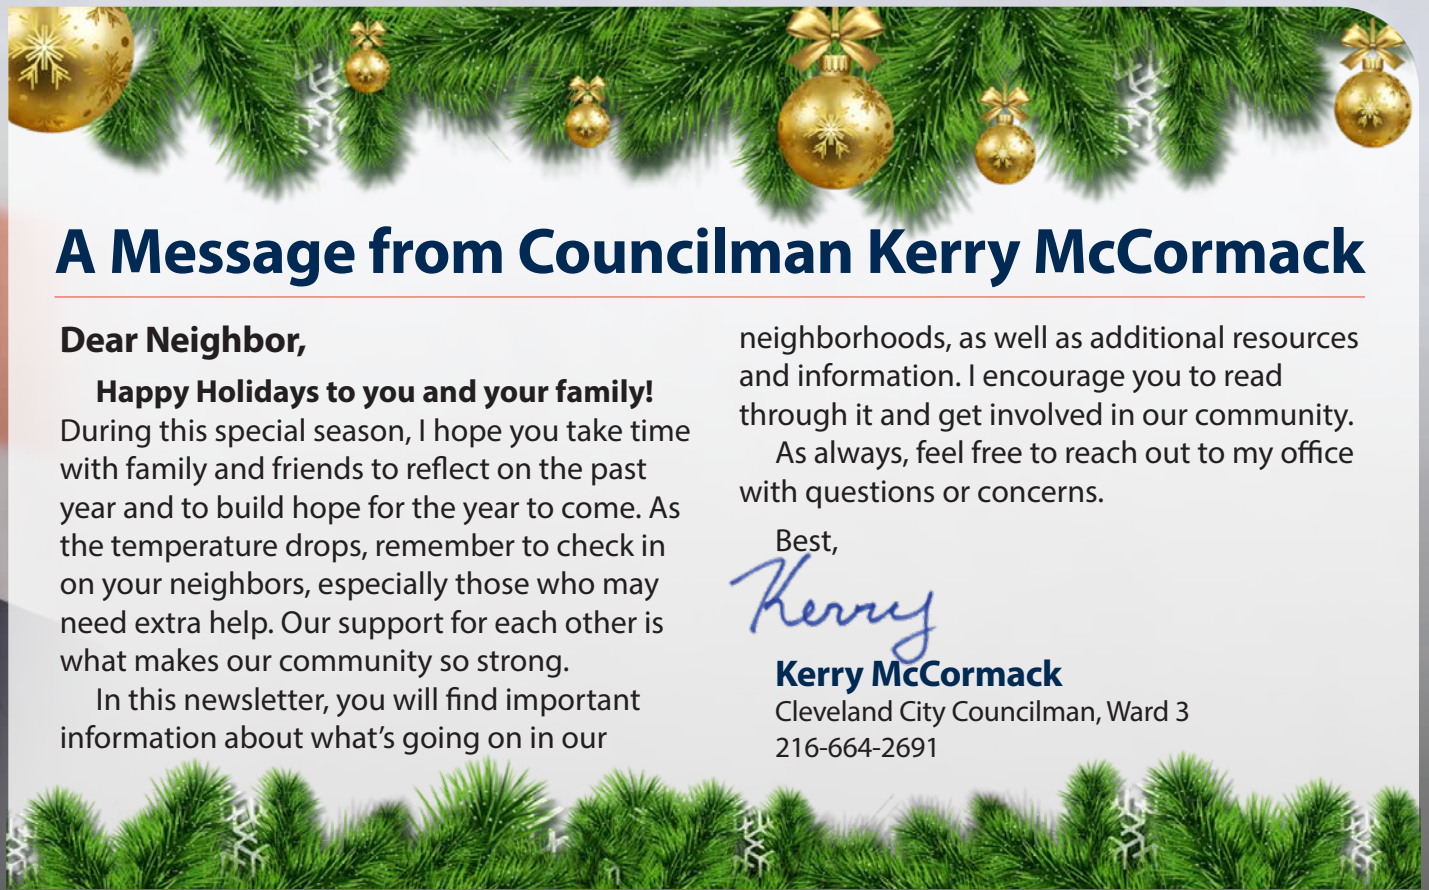 A Message from Councilman Kerry McCormack
Dear Neighbor,
Happy Holidays to you and your family!
During this special season, I hope you take time
with family and friends to reflect on the past
year and to build hope for the year to come. As
the temperature drops, remember to check in
on your neighbors, especially those who may
need extra help. Our support for each other is
what makes our community so strong.
In this newsletter, you will find important
information about what’s going on in our
neighborhoods, as well as additional resources
and information. I encourage you to read
through it and get involved in our community.
As always, feel free to reach out to my office
with questions or concerns.
Best,
Kerry
Kerry McCormack
Cleveland City Councilman, Ward 3
216-664-2691